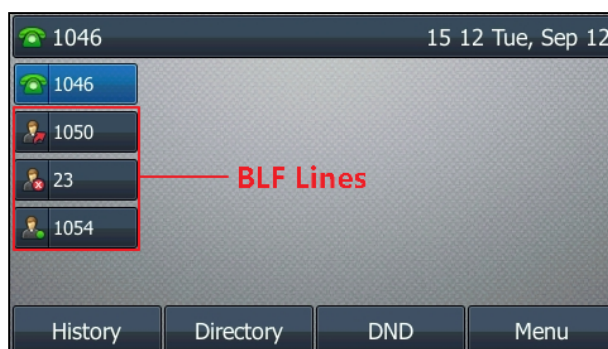 1046
15 12 Tue, Sep 12
1046
1050
23
BLF Lines
1054
History
Directory
DND
Menu